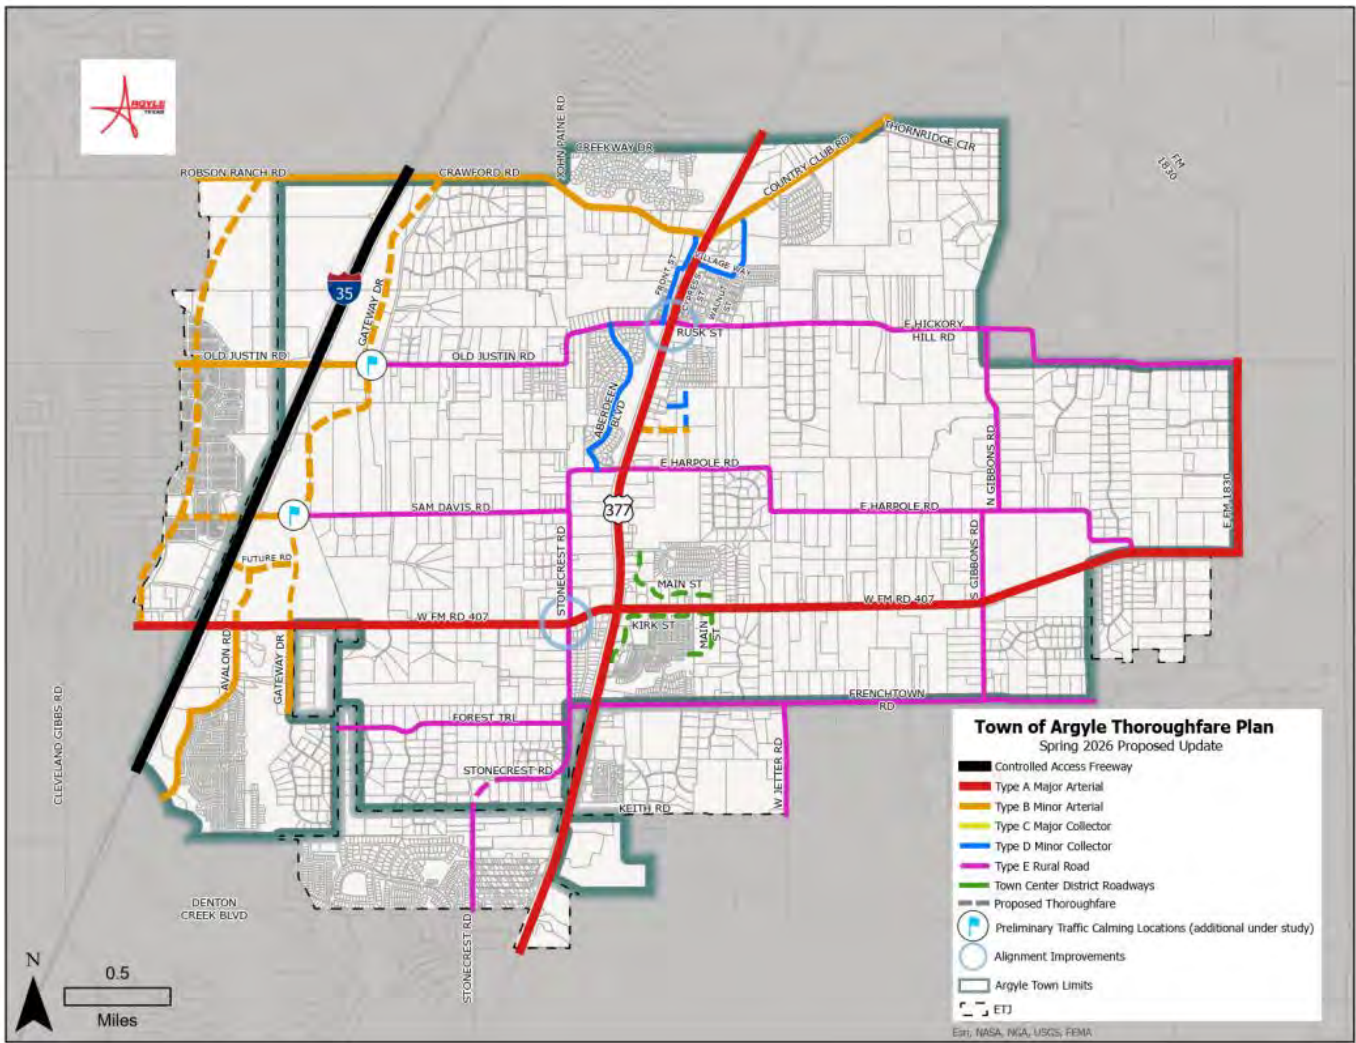 ARGYLE
TEXAS
JOHN PAINE RD
CREEKWAY DR
THORNRIDGE CIR
COUNTRY CLUB RD
FM
1830
ROBSON RANCH RD
CRAWFORD RD
FRONT ST
VILLAGE WAY
CYPRESS
ST
WALNUT
ST
35
GATEWAY DR
RUSK ST
E HICKORY
HILL RD
OLD JUSTIN RD
OLD JUSTIN RD
ABERDEEN
BLVD
E HARPOLE RD
N GIBBONS RD
E FM 1830
377
SAM DAVIS RD
E HARPOLE RD
STONECREST RD
S GIBBONS RD
FUTURE RD
MAIN ST
W FM RD 407
W FM RD 407
KIRK ST
MAIN
ST
AVALON RD
GATEWAY DR
CLEVELAND GIBBS RD
FRENCHTOWN
RD
FOREST TRL
STONECREST RD
W JETTER RD
KEITH RD
DENTON
CREEK BLVD
STONECREST RD
N
0.5
Miles
Town of Argyle Thoroughfare Plan
Spring 2026 Proposed Update
Controlled Access Freeway
Type A Major Arterial
Type B Minor Arterial
Type C Major Collector
Type D Minor Collector
Type E Rural Road
Town Center District Roadways
Proposed Thoroughfare
Preliminary Traffic Calming Locations (additional under study)
Alignment Improvements
Argyle Town Limits
ETJ
Esri, NASA, NGA, USGS, FEMA